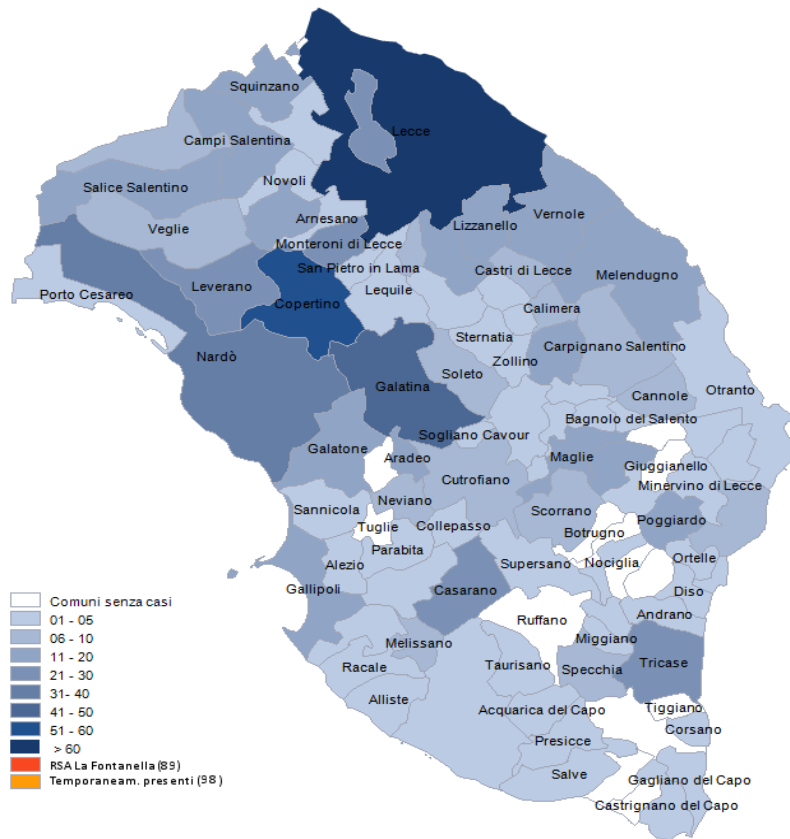 Squinzano
Lecce
Campi Salentina
Novoli
Salice Salentino
Arnesano
Vernole
Lizzanello
Veglie
Monteroni di Lecce
San Pietro in Lama
Castri di Lecce
Melendugno
Leverano
Lequile
Porto Cesareo
Copertino
Calimera
Sternatia
Carpignano Salentino
Nardò
Zollino
Soleto
Galatina
Otranto
Cannole
Bagnolo del Salento
Sogliano Cavour
Galatone
Aradeo
Maglie
Giuggianello
Cutrofiano
Minervino di Lecce
Neviano
Sannicola
Scorrano
Poggiardo
Tuglie
Collepasso
Botrugno
Parabita
Alezio
Supersano
Nociglia
Ortelle
Gallipoli
Casarano
Diso
Ruffano
Andrano
Miggiano
Melissano
Racale
Taurisano
Specchia
Tricase
Alliste
Acquarica del Capo
Tiggiano
Corsano
Presicce
Salve
Gagliano del Capo
Castrignano del Capo
Comuni senza casi
01 - 05
06 - 10
11 - 20
21 - 30
31- 40
41 - 50
51 - 60
> 60
RSA La Fontanella (89)
Temporaneam. presenti (98)